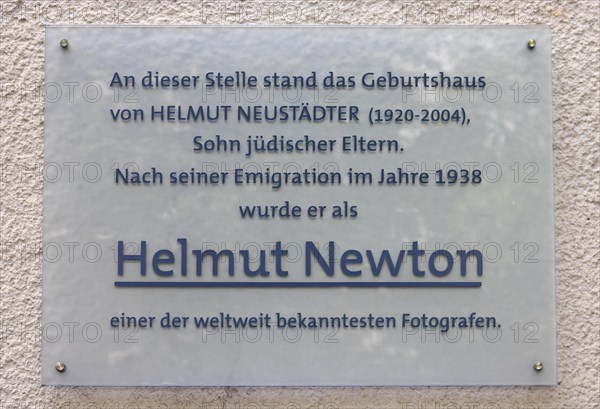 An dieser Stelle stand das Geburtshaus
von HELMUT NEUSTÄDTER (1920-2004),
Sohn jüdischer Eltern.
Nach seiner Emigration im Jahre 1938
wurde er als
Helmut Newton
einer der weltweit bekanntesten Fotografen.